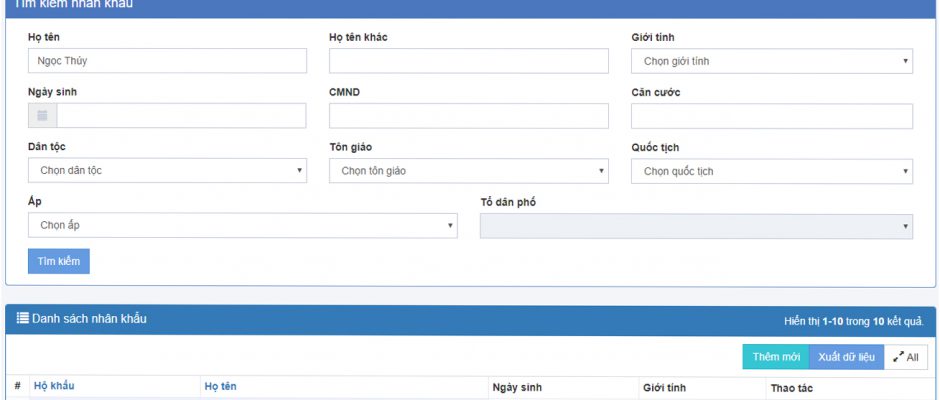 Tìm kiếm nhân khẩu
Họ tên Họ tên khác Giới tính
Ngọc Thúy Chọn giới tính
Ngày sinh CMND Căn cước
Dân tộc Tôn giáo Quốc tịch
Chọn dân tộc Chọn tôn giáo Chọn quốc tịch
Ấp Tổ dân phố
Chọn ấp
Tìm kiếm
Danh sách nhân khẩu Hiển thị 1-10 trong 10 kết quả.
Thêm mới Xuất dữ liệu All
# Hộ khẩu Họ tên Ngày sinh Giới tính Thao tác